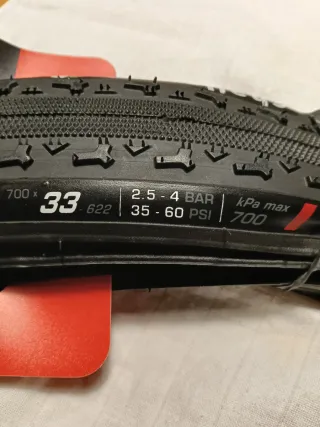 700 x 33 - 622
2.5 - 4 BAR
35 - 60 PSI
kPa max
700